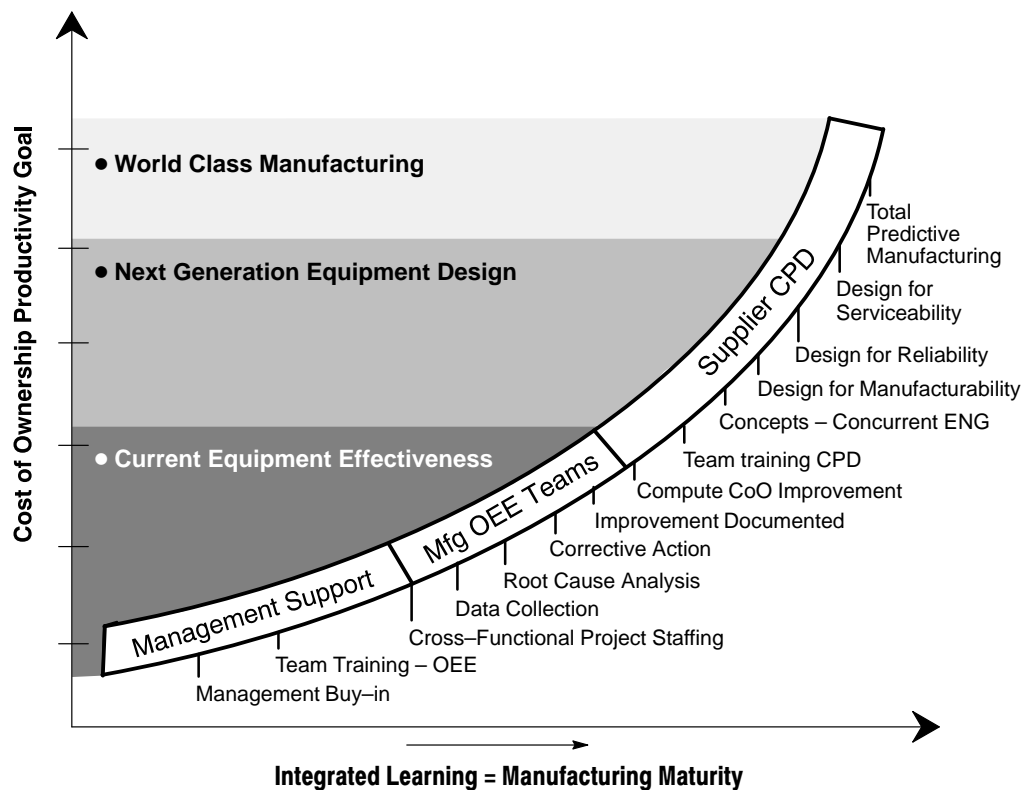 Cost of Ownership Productivity Goal
● World Class Manufacturing
● Next Generation Equipment Design
● Current Equipment Effectiveness
Management Support
Mfg OEE Teams
Supplier CPD
Total
Predictive
Manufacturing
Design for
Serviceability
Design for Reliability
Design for Manufacturability
Concepts – Concurrent ENG
Team training CPD
Compute CoO Improvement
Improvement Documented
Corrective Action
Root Cause Analysis
Data Collection
Cross–Functional Project Staffing
Team Training – OEE
Management Buy–in
Integrated Learning = Manufacturing Maturity